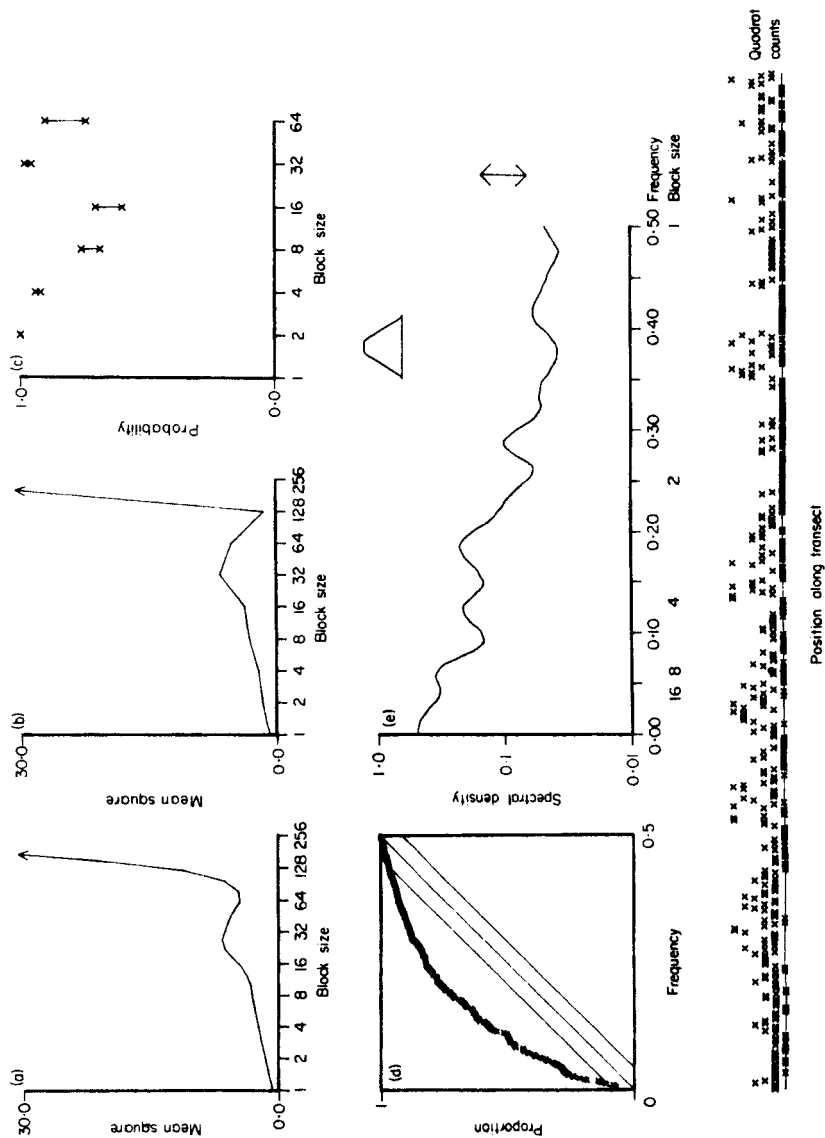 (a)
30·0
Mean square
0·0
1 2 4 8 16 32 64 128 256
Block size
(b)
30·0
Mean square
0·0
1 2 4 8 16 32 64 128 256
Block size
(c)
1·0
Probability
0·0
1 2 4 8 16 32 64
Block size
(d)
1
Proportion
0 0·5
Frequency
(e)
1·0
0·1
0·01
Spectral density
0·00 0·10 0·20 0·30 0·40 0·50 Frequency
16 8 4 2 1 Block size
Quadrat
counts
Position along transect